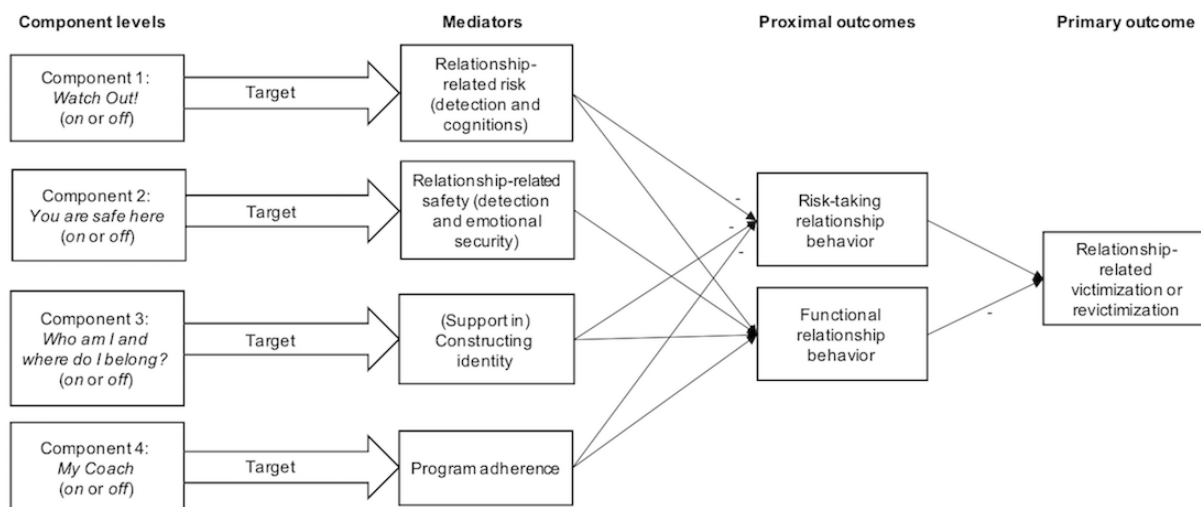 Component levels
Mediators
Proximal outcomes
Primary outcome
Component 1:
Watch Out!
(on or off)
Target
Relationship-
related risk
(detection and
cognitions)
Component 2:
You are safe here
(on or off)
Target
Relationship-related
safety (detection
and emotional
security)
Component 3:
Who am I and
where do I belong?
(on or off)
Target
(Support in)
Constructing
identity
Component 4:
My Coach
(on or off)
Target
Program adherence
-
-
-
Risk-taking
relationship
behavior
Functional
relationship
behavior
-
Relationship-
related
victimization or
revictimization